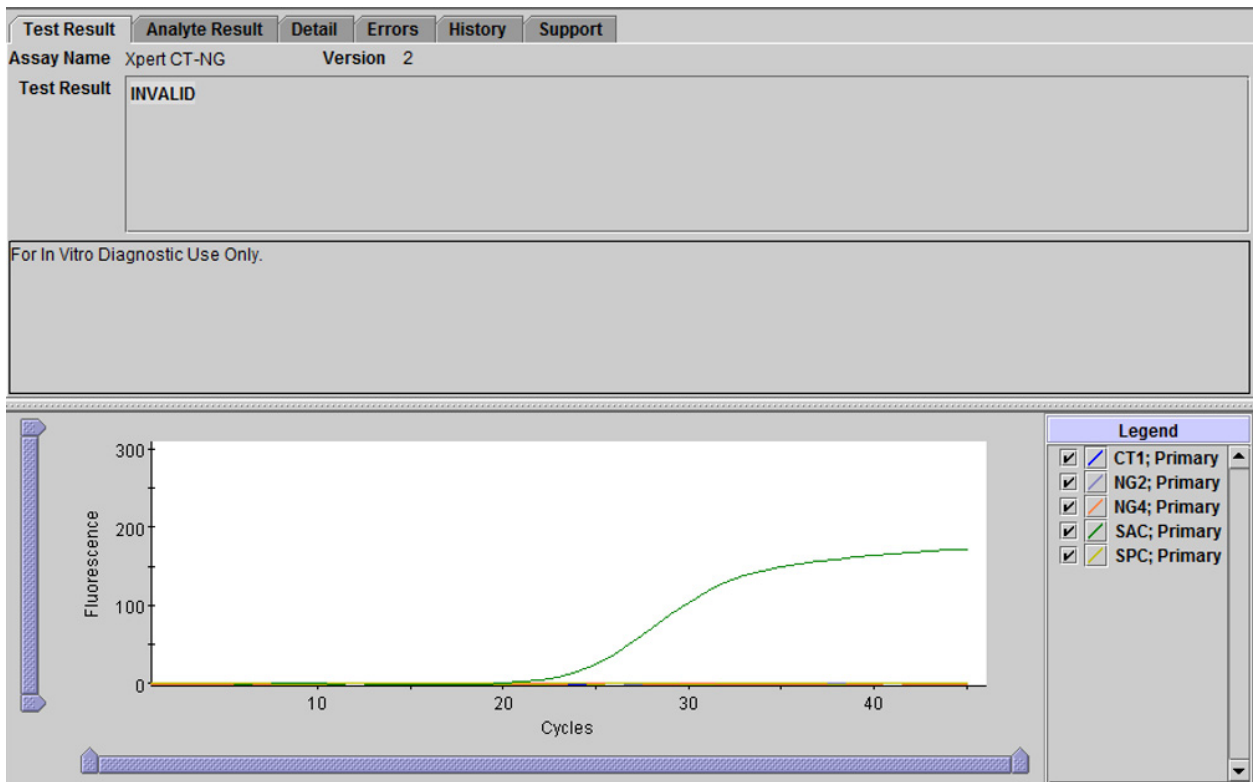 Test Result Analyte Result Detail Errors History Support
Assay Name Xpert CT-NG Version 2
Test Result INVALID
For In Vitro Diagnostic Use Only.
Legend
CT1; Primary
NG2; Primary
NG4; Primary
SAC; Primary
SPC; Primary
300
200
100
0
Fluorescence
10 20 30 40
Cycles